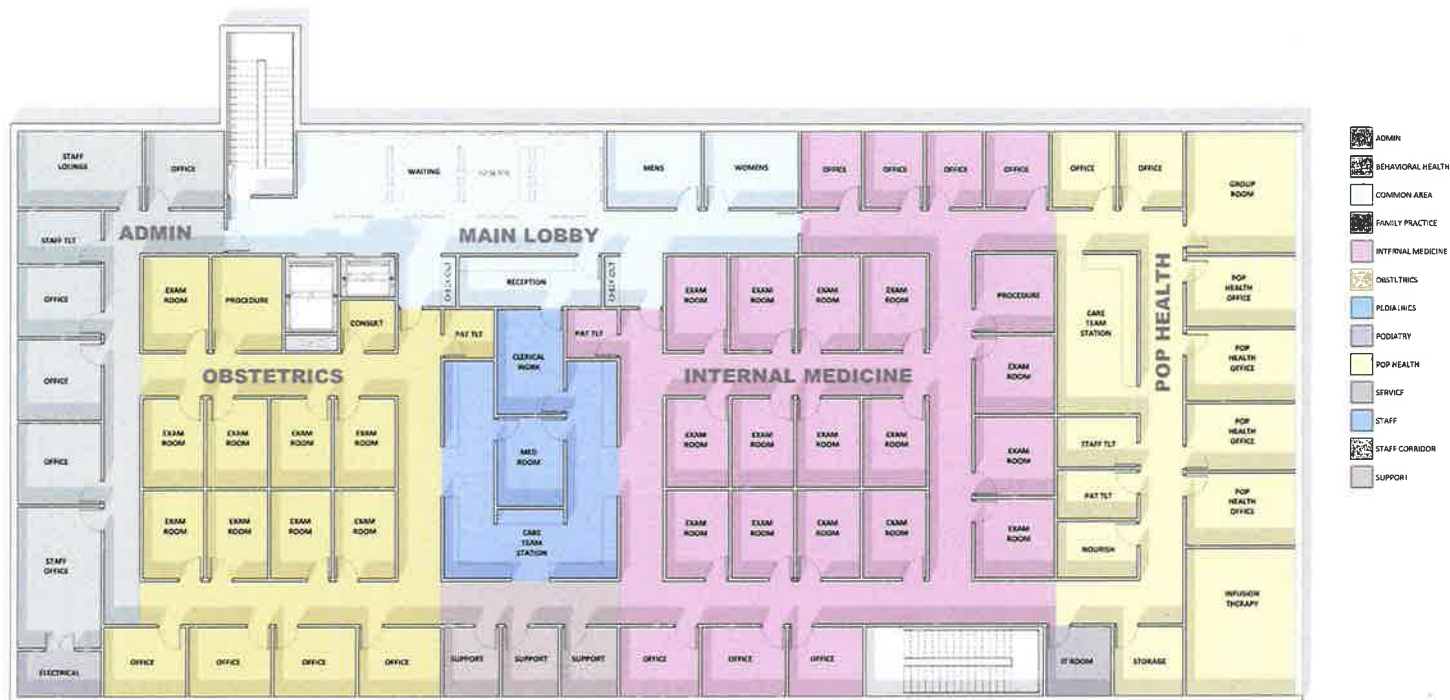 STAFF
LOUNGE
OFFICE
WAITING
MENS
WOMENS
OFFICE
OFFICE
OFFICE
OFFICE
OFFICE
OFFICE
GROUP
ROOM
STAFF TLT
ADMIN
MAIN LOBBY
OFFICE
EXAM
ROOM
PROCEDURE
CONSULT
CHECK OUT
RECEPTION
CHECK OUT
EXAM
ROOM
EXAM
ROOM
EXAM
ROOM
EXAM
ROOM
PROCEDURE
CARE
TEAM
STATION
POP HEALTH
POP
HEALTH
OFFICE
PAT TLT
CLERICAL
WORK
PAT TLT
OFFICE
OBSTETRICS
INTERNAL MEDICINE
EXAM
ROOM
POP
HEALTH
OFFICE
EXAM
ROOM
EXAM
ROOM
EXAM
ROOM
EXAM
ROOM
MED
ROOM
EXAM
ROOM
EXAM
ROOM
EXAM
ROOM
EXAM
ROOM
EXAM
ROOM
STAFF TLT
POP
HEALTH
OFFICE
OFFICE
PAT TLT
POP
HEALTH
OFFICE
EXAM
ROOM
EXAM
ROOM
EXAM
ROOM
EXAM
ROOM
CARE
TEAM
STATION
EXAM
ROOM
EXAM
ROOM
EXAM
ROOM
EXAM
ROOM
EXAM
ROOM
NOURISH
STAFF
OFFICE
INFUSION
THERAPY
ELECTRICAL
OFFICE
OFFICE
OFFICE
OFFICE
SUPPORT
SUPPORT
SUPPORT
OFFICE
OFFICE
OFFICE
IT ROOM
STORAGE
ADMIN
BEHAVIORAL HEALTH
COMMON AREA
FAMILY PRACTICE
INTERNAL MEDICINE
OBSTETRICS
PEDIATRICS
PODIATRY
POP HEALTH
SERVICE
STAFF
STAFF CORRIDOR
SUPPORT